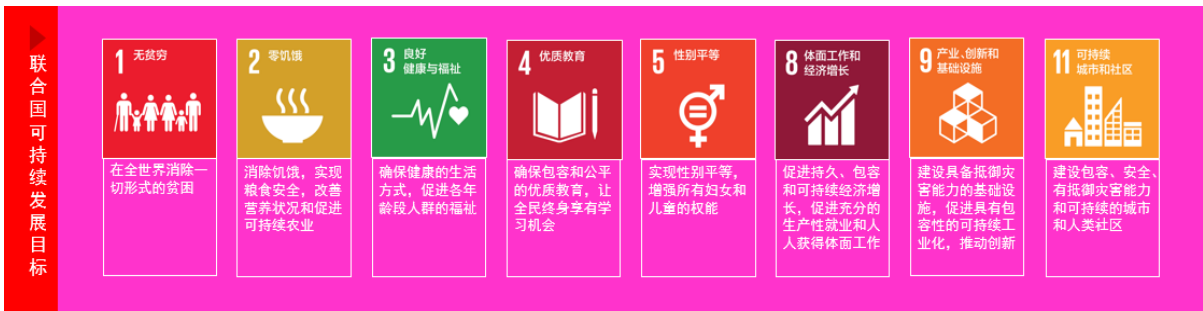 联合国可持续发展目标
1 无贫穷
在全世界消除一
切形式的贫困
2 零饥饿
消除饥饿，实现
粮食安全，改善
营养状况和促进
可持续农业
3 良好
健康与福祉
确保健康的生活
方式，促进各年
龄段人群的福祉
4 优质教育
确保包容和公平
的优质教育，让
全民终身享有学
习机会
5 性别平等
实现性别平等，
增强所有妇女和
儿童的权能
8 体面工作和
经济增长
促进持久、包容
和可持续经济增
长，促进充分的
生产性就业和人
人获得体面工作
9 产业、创新和
基础设施
建设具备抵御灾
害能力的基础设
施，促进具有包
容性的可持续工
业化，推动创新
11 可持续
城市和社区
建设包容、安全、
有抵御灾害能力
和可持续的城市
和人类社区